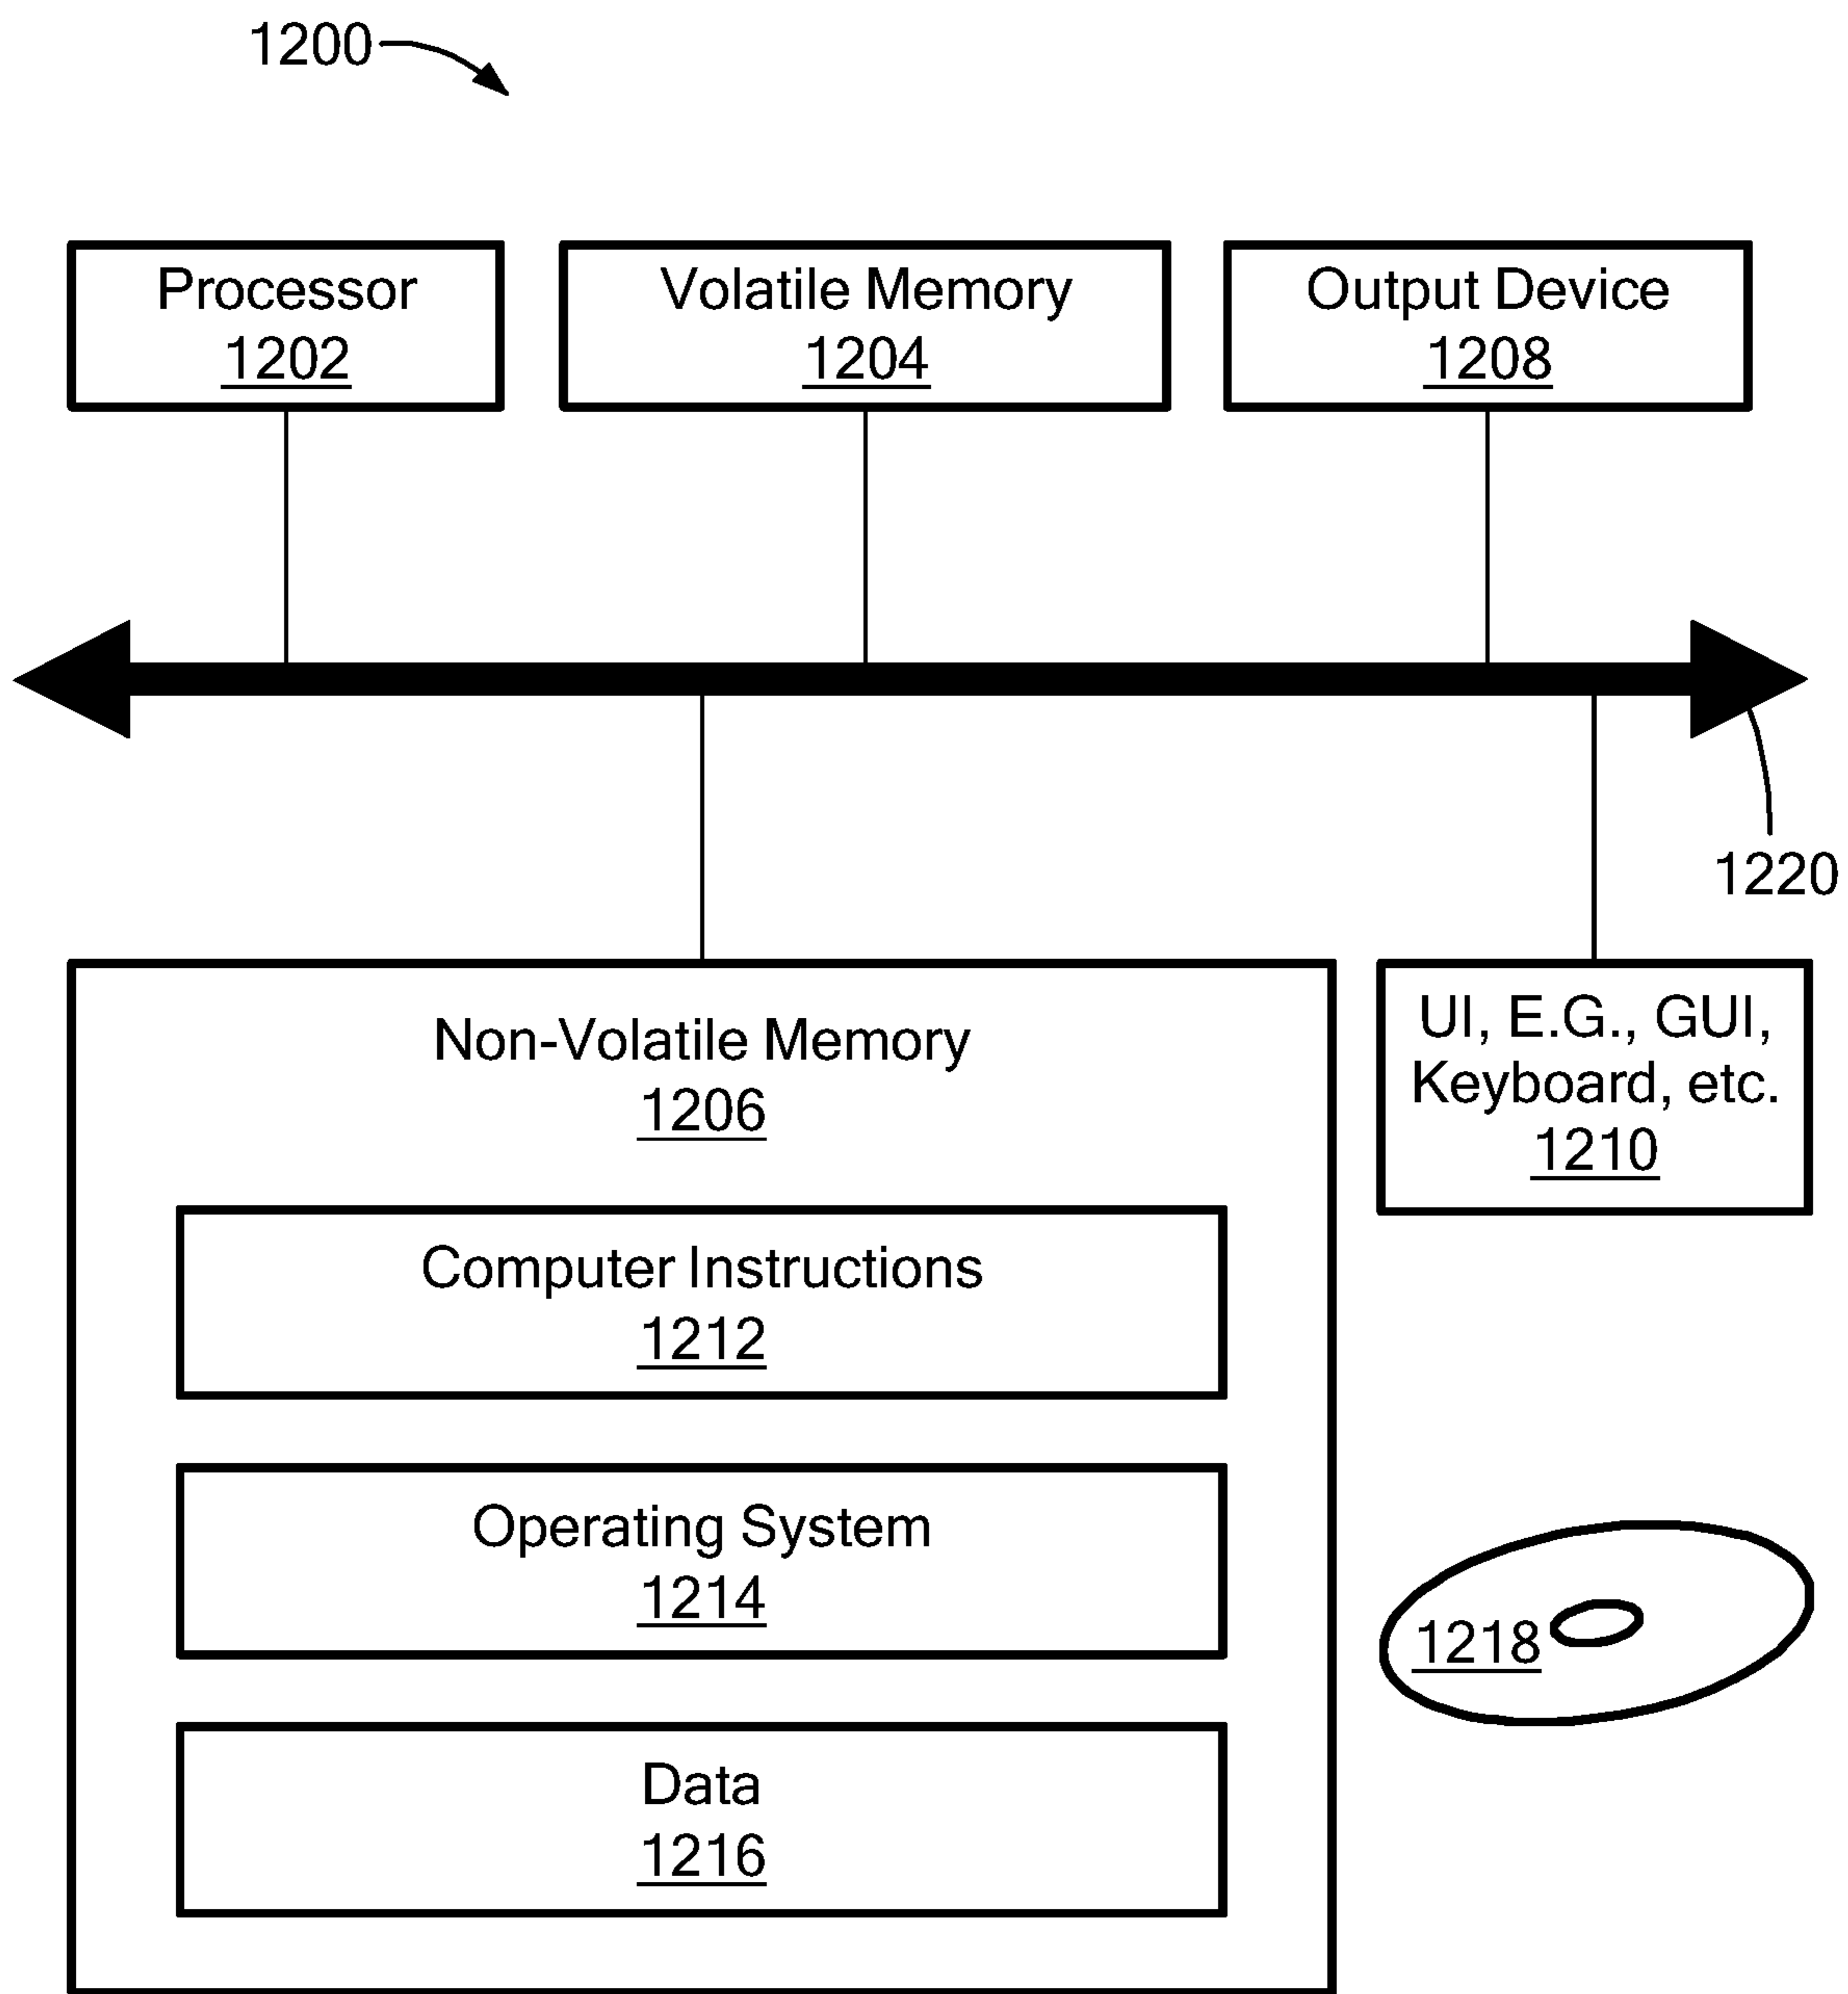 1200
Processor
1202
Volatile Memory
1204
Output Device
1208
1220
Non-Volatile Memory
1206
UI, E.G., GUI,
Keyboard, etc.
1210
Computer Instructions
1212
Operating System
1214
1218
Data
1216